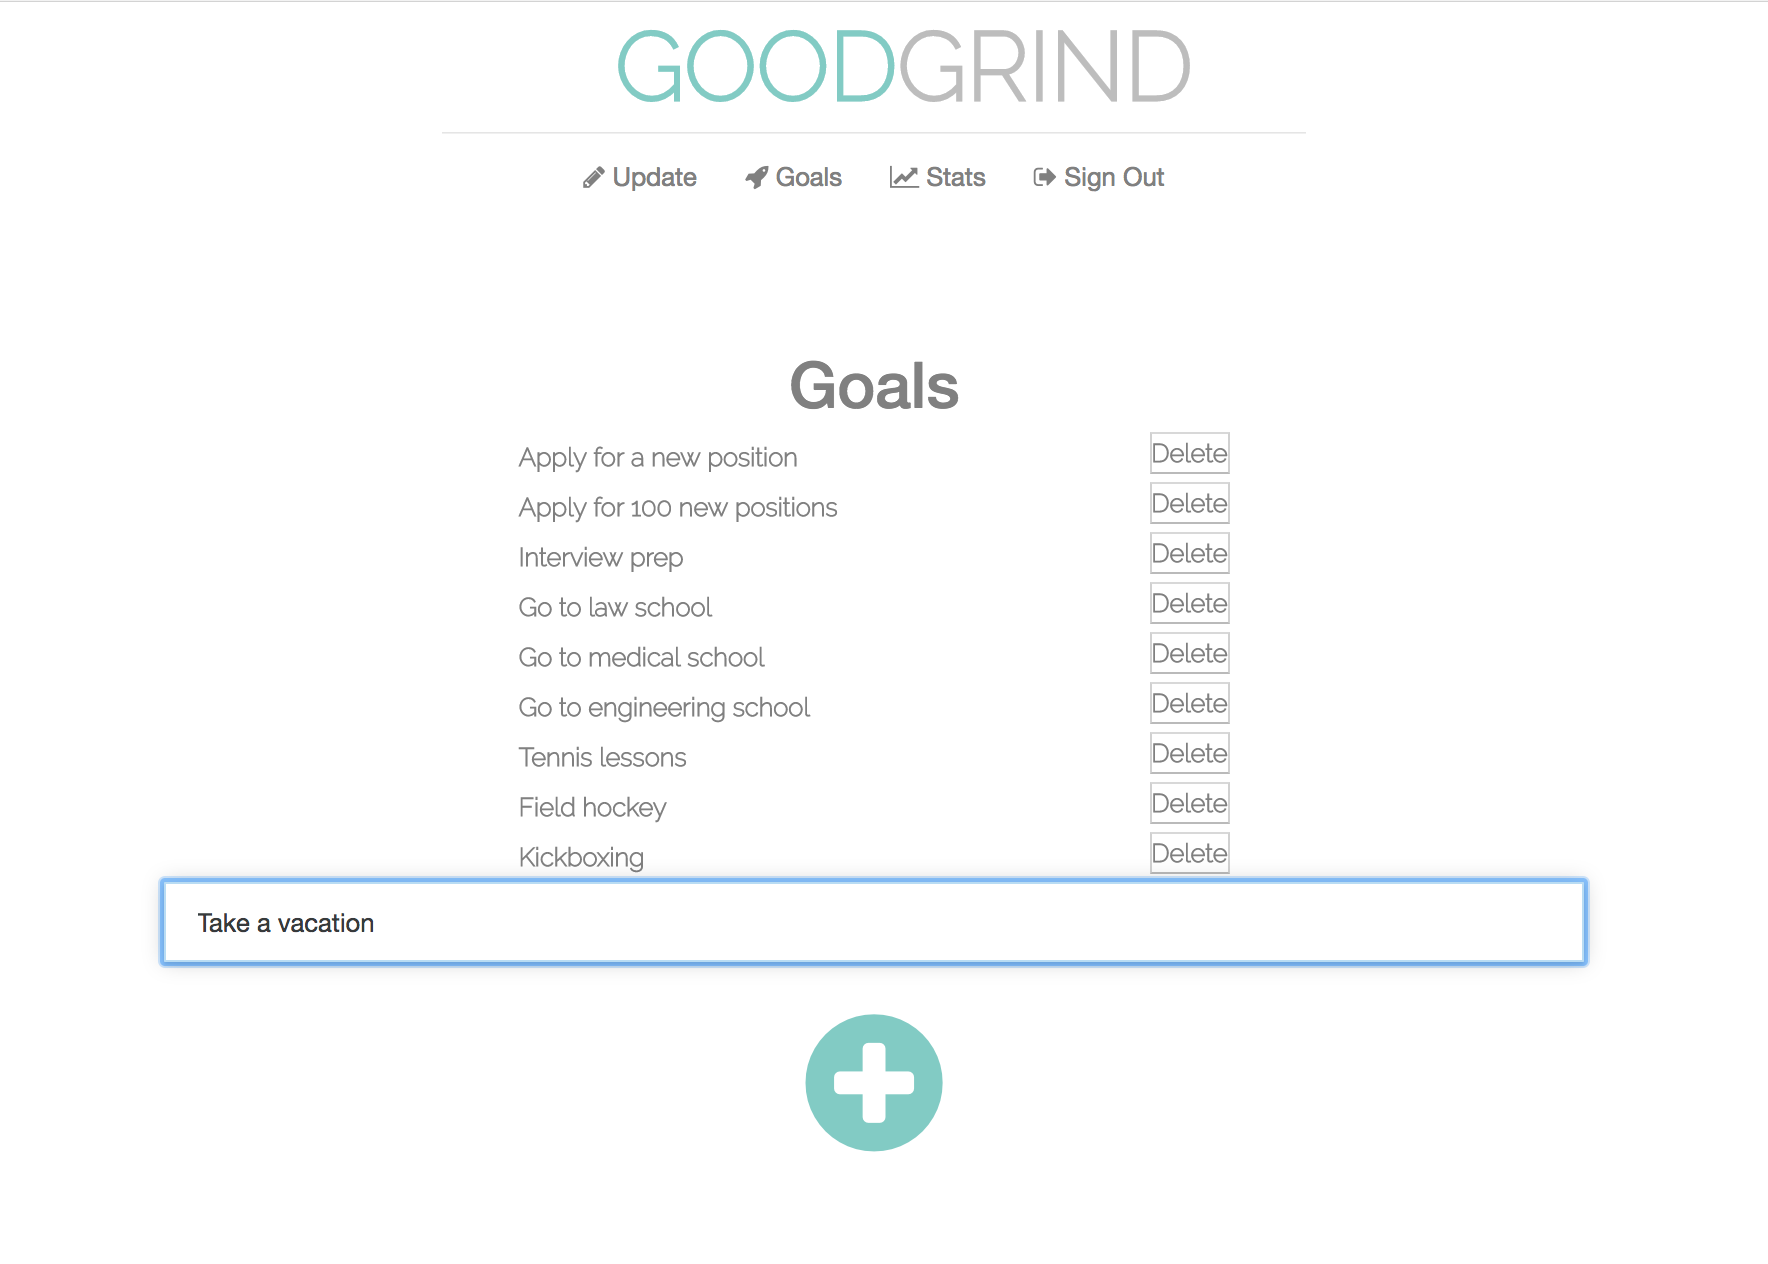 GOODGRIND
Update Goals Stats Sign Out
Goals
Apply for a new position Delete
Apply for 100 new positions Delete
Interview prep Delete
Go to law school Delete
Go to medical school Delete
Go to engineering school Delete
Tennis lessons Delete
Field hockey Delete
Kickboxing Delete
Take a vacation